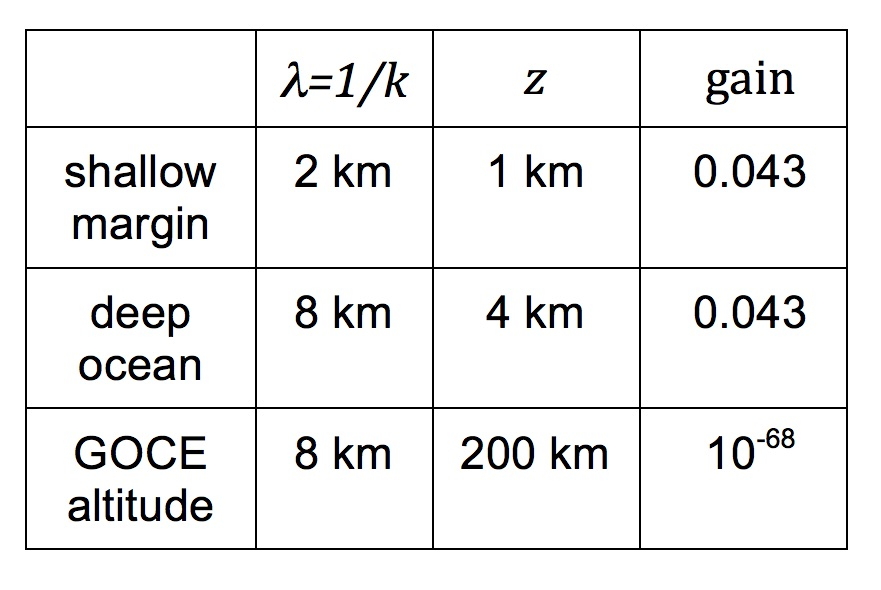 λ=1/k z gain
shallow margin 2 km 1 km 0.043
deep ocean 8 km 4 km 0.043
GOCE altitude 8 km 200 km 10⁻⁶⁸